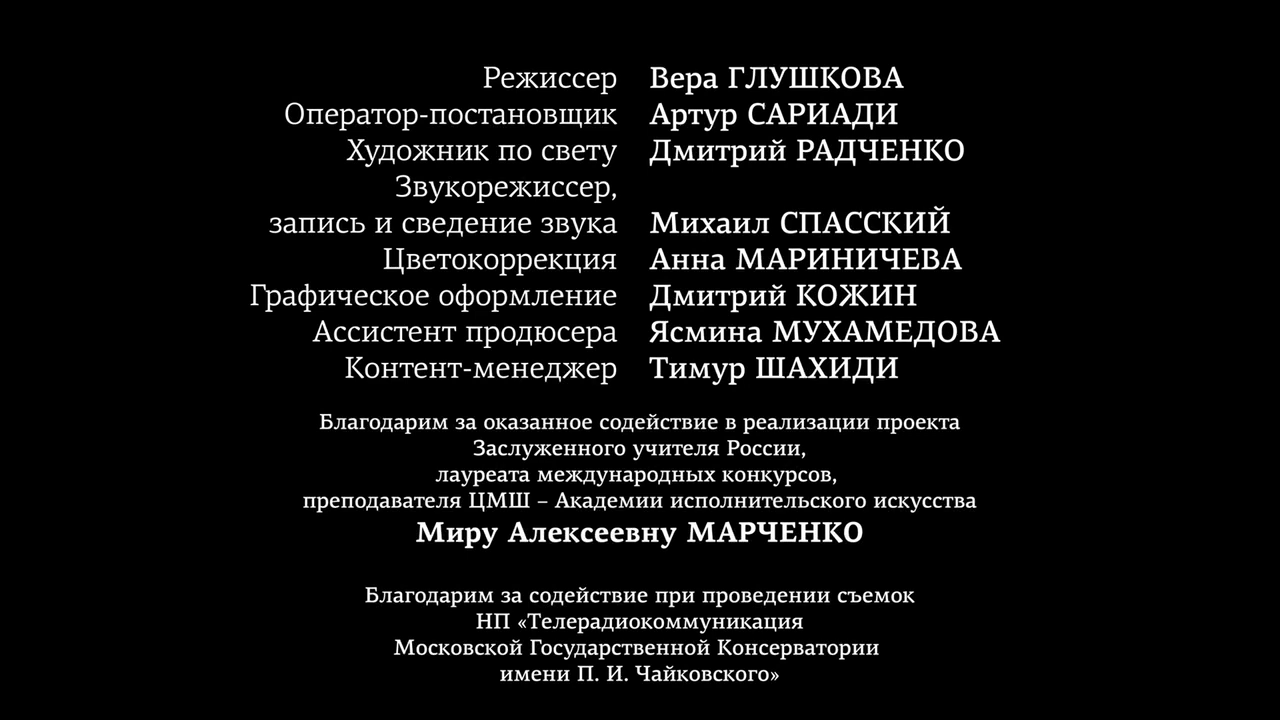 Режиссер Вера ГЛУШКОВА
Оператор-постановщик Артур САРИАДИ
Художник по свету Дмитрий РАДЧЕНКО
Звукорежиссер,
запись и сведение звука Михаил СПАССКИЙ
Цветокоррекция Анна МАРИНИЧЕВА
Графическое оформление Дмитрий КОЖИН
Ассистент продюсера Ясмина МУХАМЕДОВА
Контент-менеджер Тимур ШАХИДИ
Благодарим за оказанное содействие в реализации проекта
Заслуженного учителя России,
лауреата международных конкурсов,
преподавателя ЦМШ – Академии исполнительского искусства
Миру Алексеевну МАРЧЕНКО
Благодарим за содействие при проведении съемок
НП «Телерадиокоммуникация
Московской Государственной Консерватории
имени П. И. Чайковского»